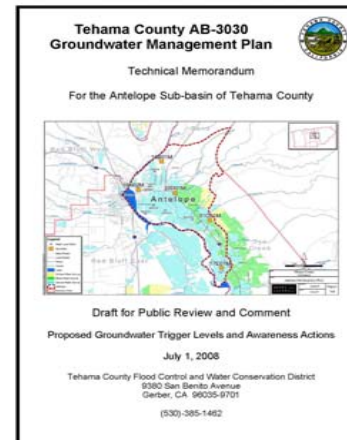 Tehama County AB-3030
Groundwater Management Plan
Technical Memorandum
For the Antelope Sub-basin of Tehama County
Antelope
Draft for Public Review and Comment
Proposed Groundwater Trigger Levels and Awareness Actions
July 1, 2008
Tehama County Flood Control and Water Conservation District
9380 San Benito Avenue
Gerber, CA 96035-9701
(530)-385-1462